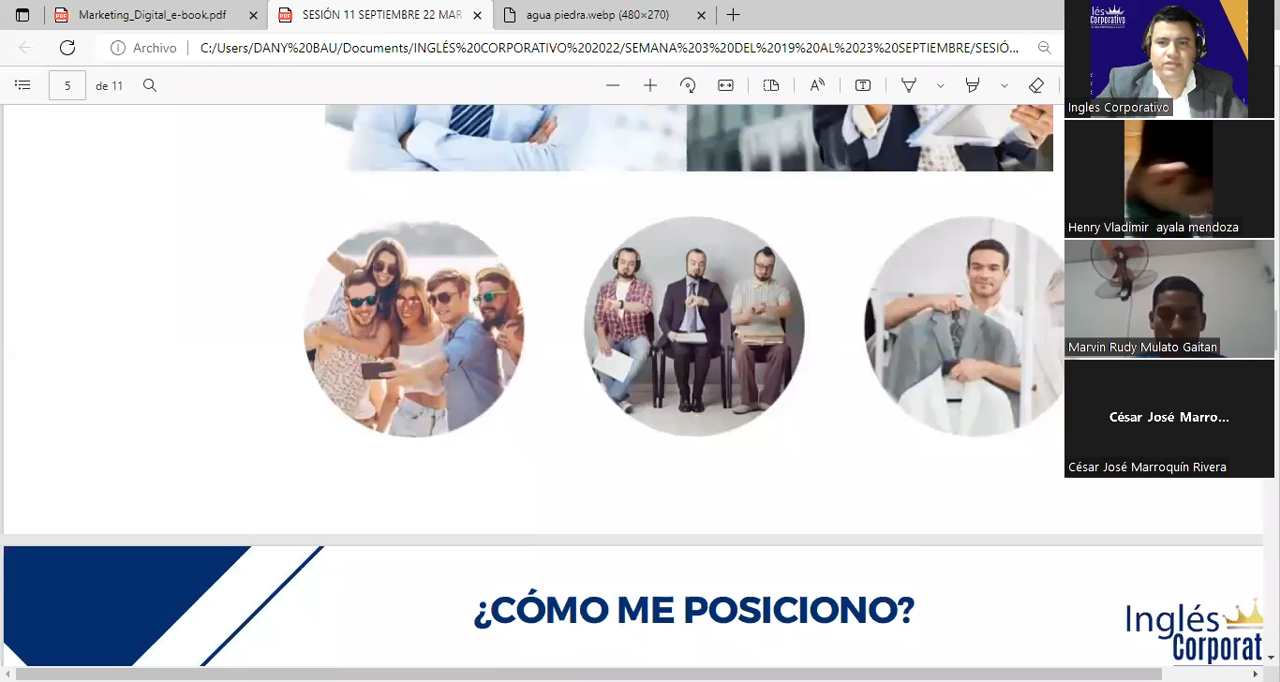 Marketing_Digital_e-book.pdf
SESIÓN 11 SEPTIEMBRE 22 MAR
agua piedra.webp (480×270)
Archivo
C:/Users/DANY%20BAU/Documents/INGLÉS%20CORPORATIVO%202022/SEMANA%203%20DEL%2019%20AL%2023%20SEPTIEMBRE/SESIÓ...
5 de 11
lés
Corporativo
Ingles Corporativo
Henry Vladimir ayala mendoza
Marvin Rudy Mulato Gaitan
César José Marro...
César José Marroquín Rivera
¿CÓMO ME POSICIONO?
Inglés
Corporat